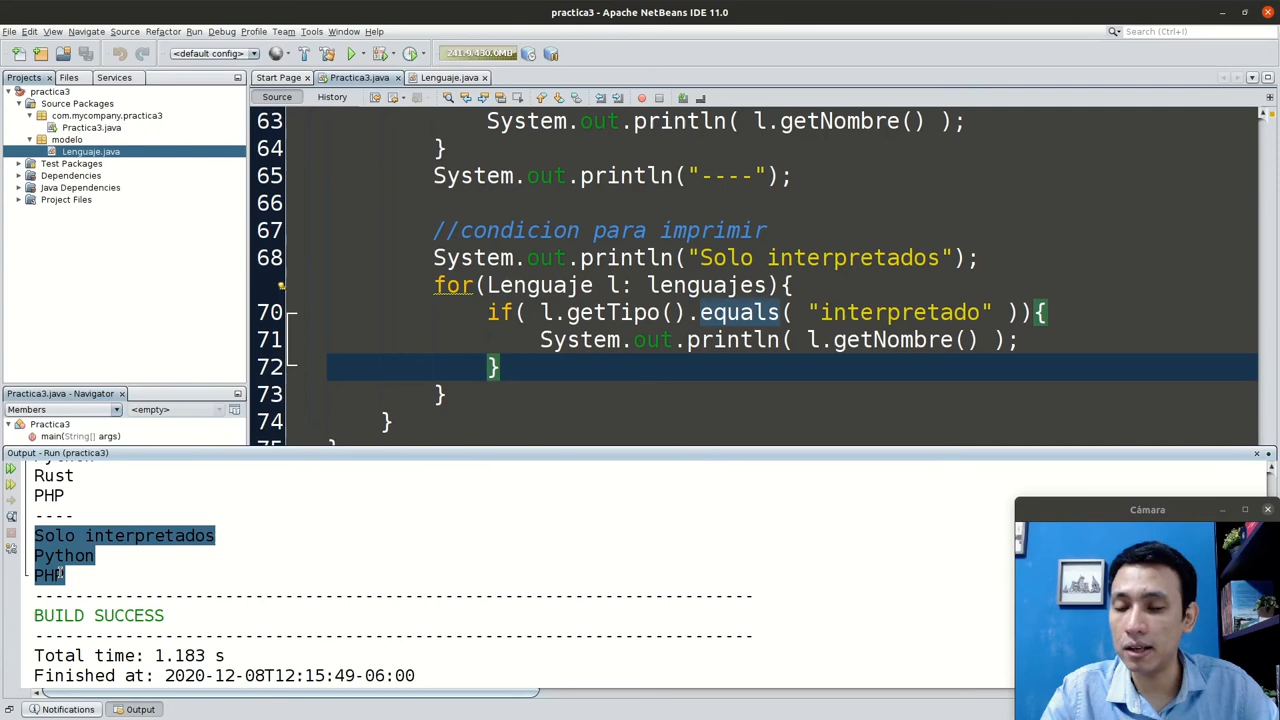 practica3 - Apache NetBeans IDE 11.0
File Edit View Navigate Source Refactor Run Debug Profile Team Tools Window Help
Search (Ctrl+I)
<default config>
241.9/430.0MB
Projects Files Services
Start Page Practica3.java Lenguaje.java
practica3
Source Packages
com.mycompany.practica3
Practica3.java
modelo
Lenguaje.java
Test Packages
Dependencies
Java Dependencies
Project Files
Source History
63 System.out.println( l.getNombre() );
64 }
65 System.out.println("----");
66
67 //condicion para imprimir
68 System.out.println("Solo interpretados");
for(Lenguaje l: lenguajes){
70 if( l.getTipo().equals( "interpretado" )){
71 System.out.println( l.getNombre() );
72 }
73 }
74 }
75 }
Practica3.java - Navigator
Members <empty>
Practica3
main(String[] args)
Output - Run (practica3)
Python
Rust
PHP
----
Solo interpretados
Python
PHP
------------------------------------------------------------------------
BUILD SUCCESS
------------------------------------------------------------------------
Total time: 1.183 s
Finished at: 2020-12-08T12:15:49-06:00
Cámara
Notifications Output